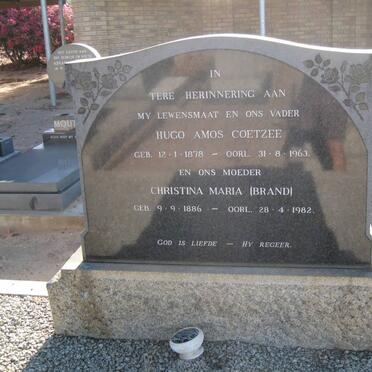 IN
TERE HERINNERING AAN
MY LEWENSMAAT EN ONS VADER
HUGO AMOS COETZEE
GEB. 12-1-1878 – OORL. 31-8-1963.
EN ONS MOEDER
CHRISTINA MARIA (BRAND)
GEB. 9-9-1886 – OORL. 28-4-1982.
GOD IS LIEFDE – HY REGEER.
MOUT